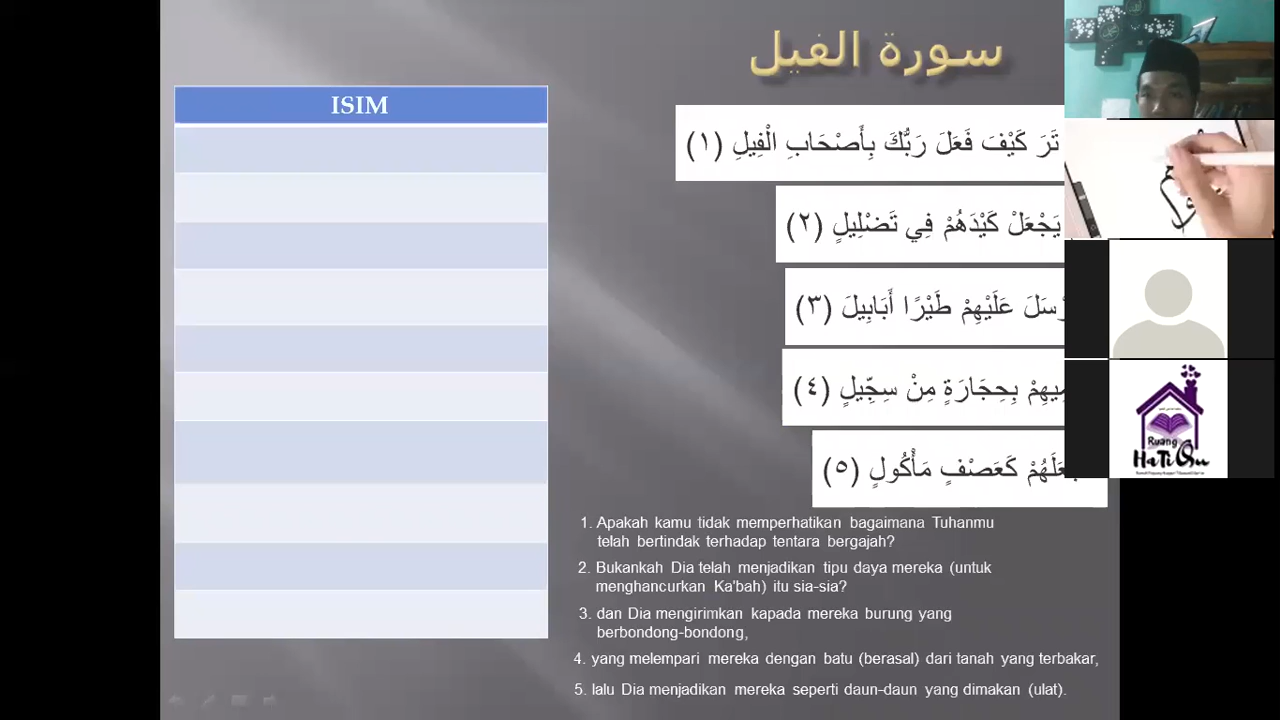 سورة الفيل
ISIM
تَرَ كَيْفَ فَعَلَ رَبُّكَ بِأَصْحَابِ الْفِيلِ (١)
يَجْعَلْ كَيْدَهُمْ فِي تَضْلِيلٍ (٢)
عَلَيْهِمْ طَيْرًا أَبَابِيلَ (٣)
بِحِجَارَةٍ مِنْ سِجِّيلٍ (٤)
كَعَصْفٍ مَأْكُولٍ (٥)
1. Apakah kamu tidak memperhatikan bagaimana Tuhanmu
telah bertindak terhadap tentara bergajah?
2. Bukankah Dia telah menjadikan tipu daya mereka (untuk
menghancurkan Ka'bah) itu sia-sia?
3. dan Dia mengirimkan kapada mereka burung yang
berbondong-bondong,
4. yang melempari mereka dengan batu (berasal) dari tanah yang terbakar,
5. lalu Dia menjadikan mereka seperti daun-daun yang dimakan (ulat).
Ruang
HaTiQu